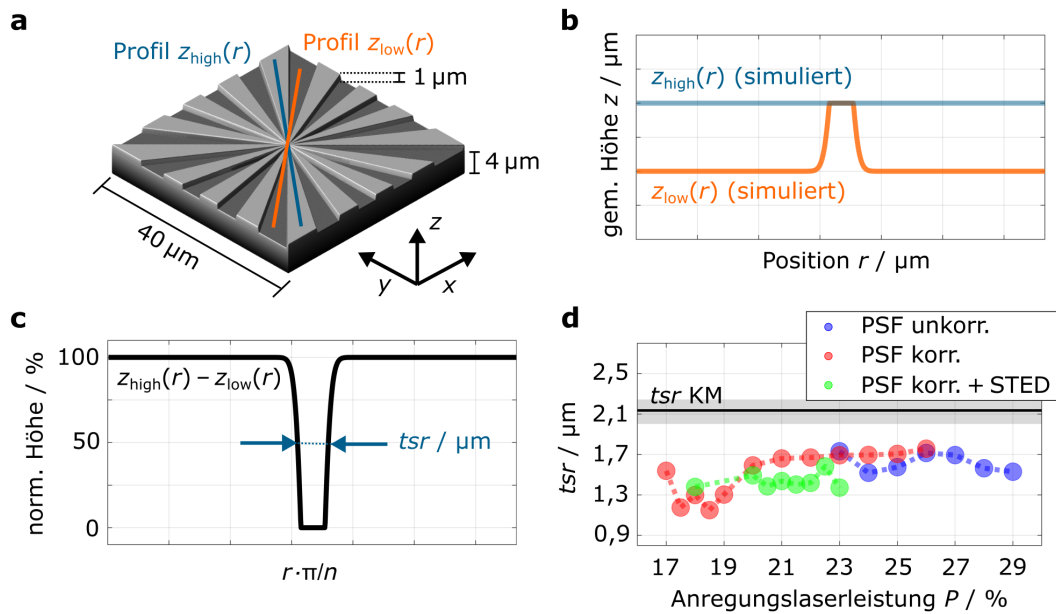 a
Profil z_high(r) Profil z_low(r)
1 µm
4 µm
40 µm
z
y x
b
gem. Höhe z / µm
z_high(r) (simuliert)
z_low(r) (simuliert)
Position r / µm
c
norm. Höhe / %
100
z_high(r) − z_low(r)
50
tsr / µm
0
r·π/n
d
PSF unkorr.
PSF korr.
PSF korr. + STED
tsr / µm
2,5
tsr KM
2,1
1,7
1,3
0,9
17 19 21 23 25 27 29
Anregungslaserleistung P / %